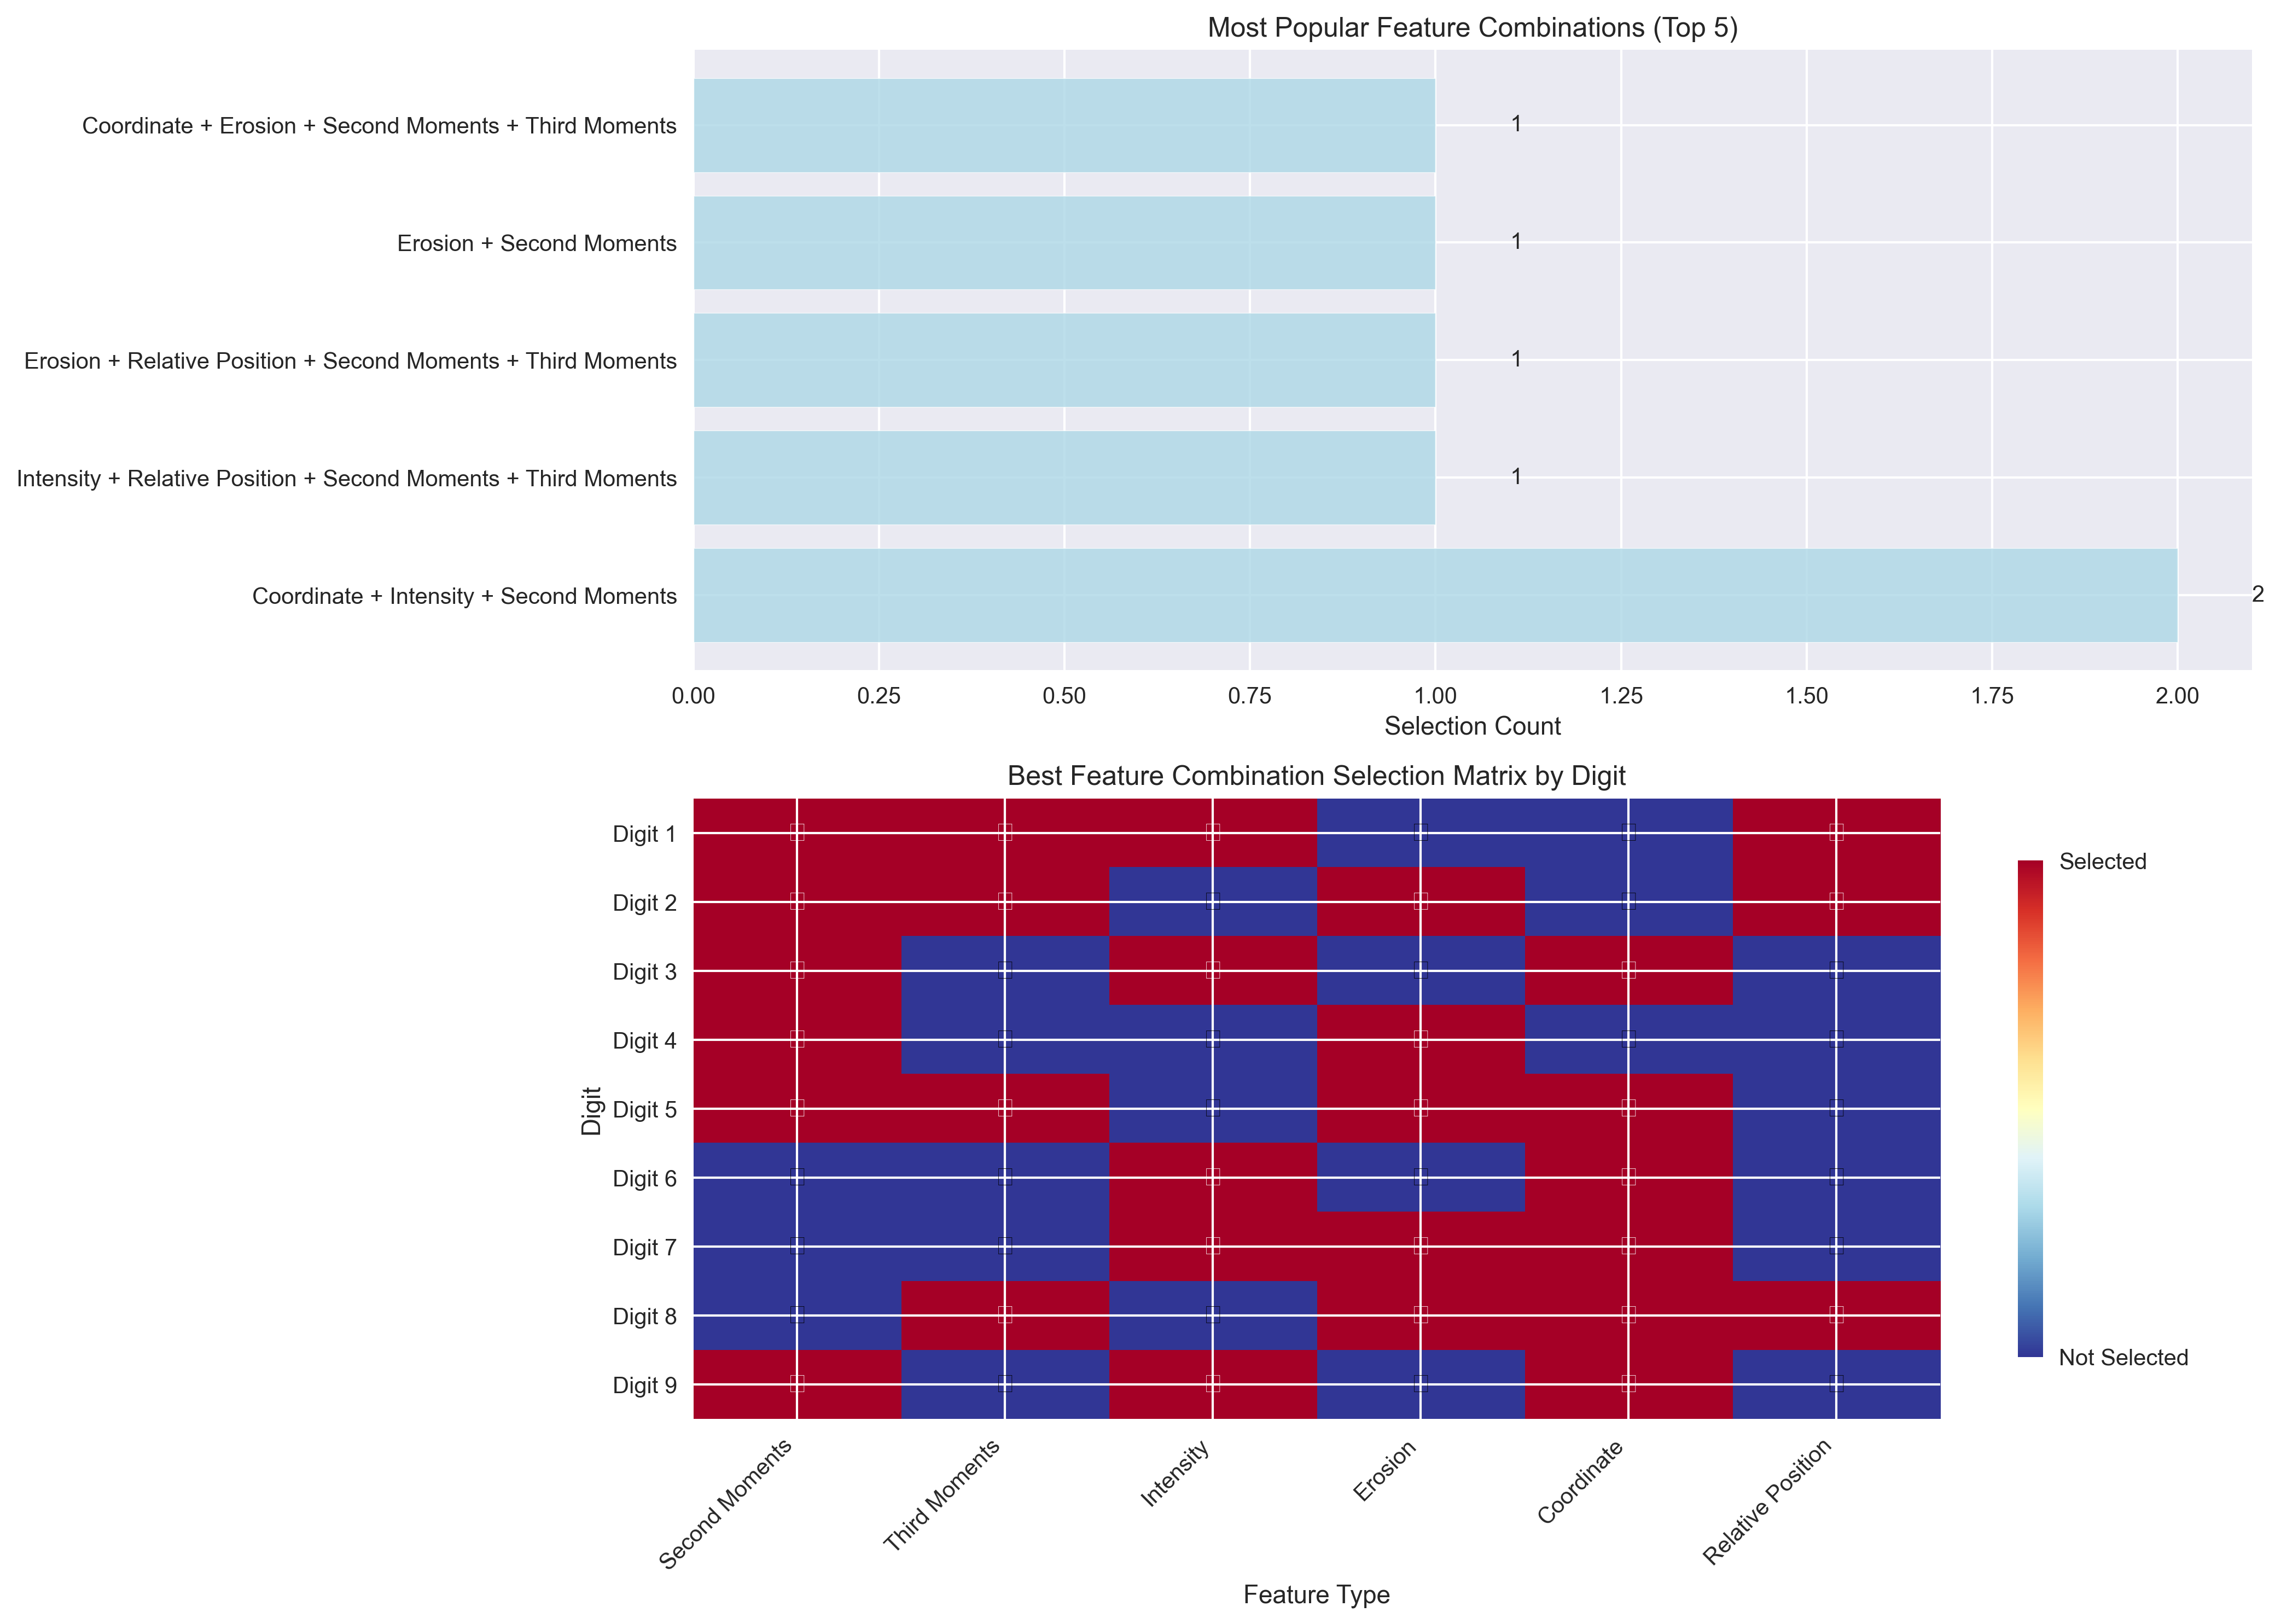 Most Popular Feature Combinations (Top 5)
Coordinate + Erosion + Second Moments + Third Moments
1
Erosion + Second Moments
1
Erosion + Relative Position + Second Moments + Third Moments
1
Intensity + Relative Position + Second Moments + Third Moments
1
Coordinate + Intensity + Second Moments
2
0.00 0.25 0.50 0.75 1.00 1.25 1.50 1.75 2.00
Selection Count
Best Feature Combination Selection Matrix by Digit
Digit
Digit 1
Digit 2
Digit 3
Digit 4
Digit 5
Digit 6
Digit 7
Digit 8
Digit 9
Selected
Not Selected
Second Moments
Third Moments
Intensity
Erosion
Coordinate
Relative Position
Feature Type